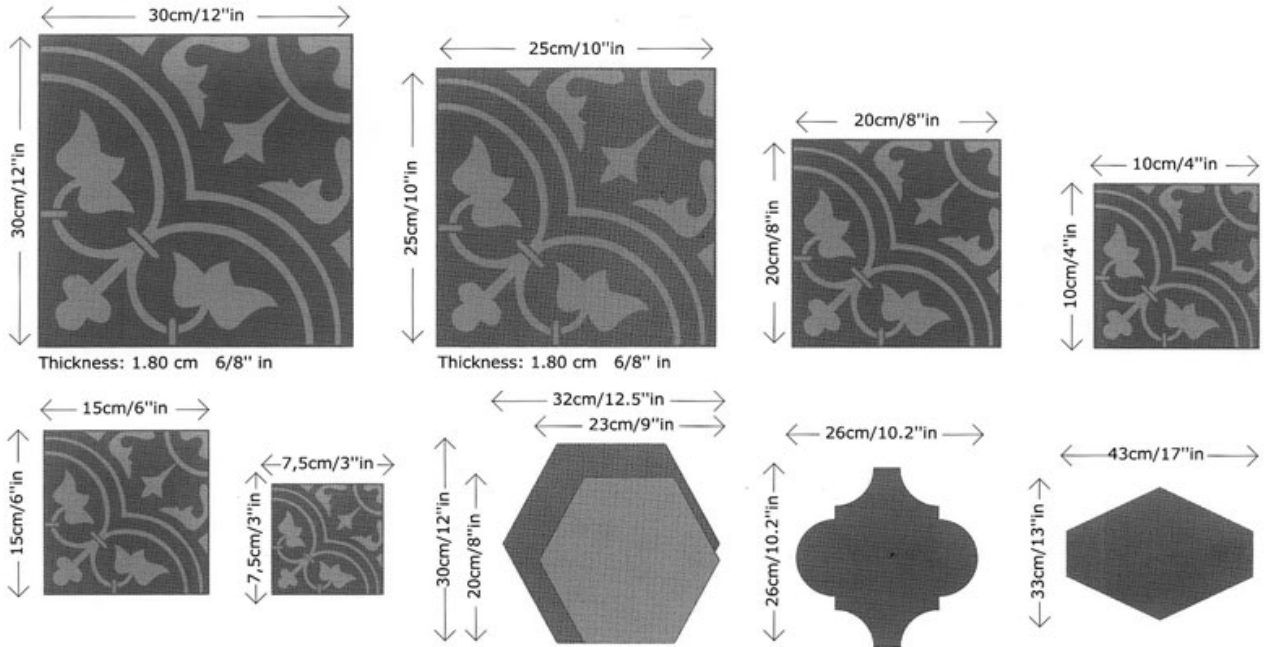 30cm/12"in
30cm/12"in
Thickness: 1.80 cm 6/8" in
25cm/10"in
25cm/10"in
Thickness: 1.80 cm 6/8" in
20cm/8"in
20cm/8"in
10cm/4"in
10cm/4"in
15cm/6"in
15cm/6"in
7,5cm/3"in
7,5cm/3"in
32cm/12.5"in
23cm/9"in
30cm/12"in
20cm/8"in
26cm/10.2"in
26cm/10.2"in
43cm/17"in
33cm/13"in